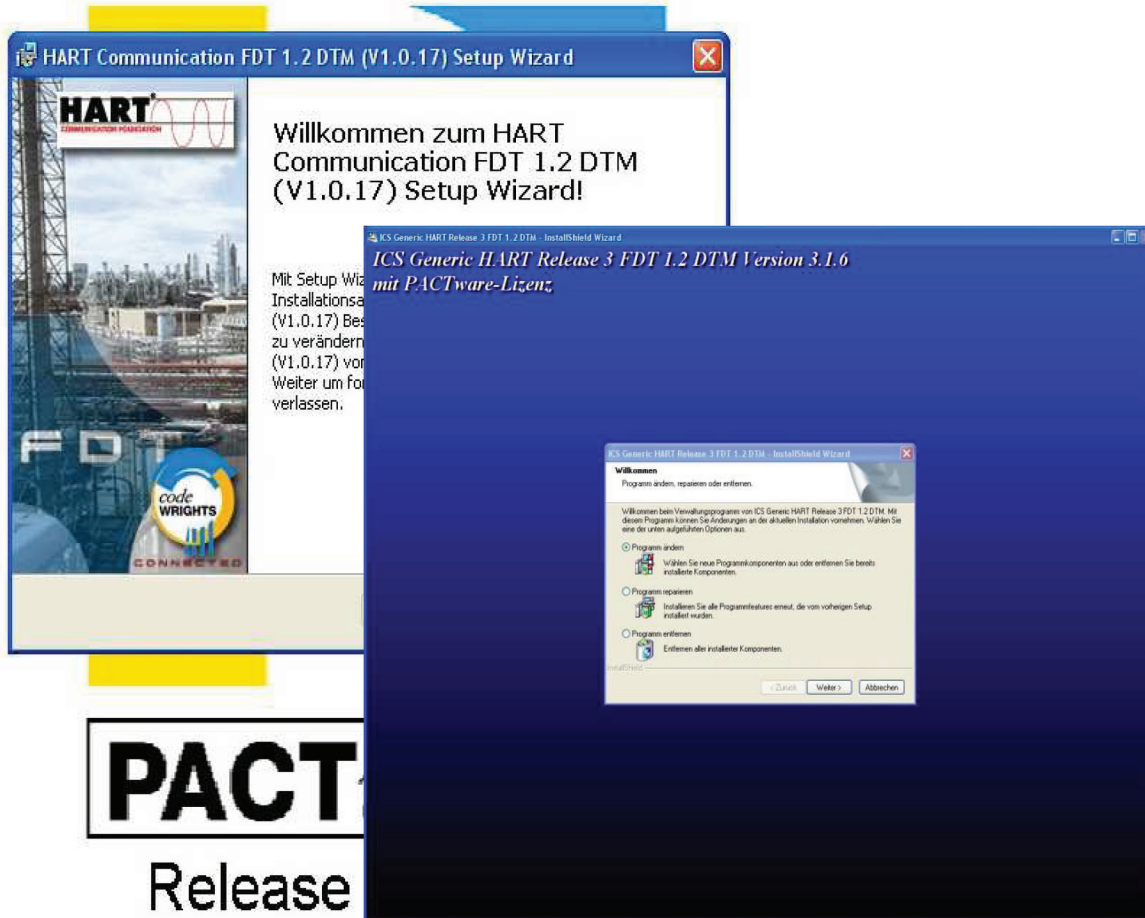 HART Communication FDT 1.2 DTM (V1.0.17) Setup Wizard
HART
COMMUNICATION FOUNDATION
Willkommen zum HART
Communication FDT 1.2 DTM
(V1.0.17) Setup Wizard!
Mit Setup Wiz
Installationsa
(V1.0.17) Bes
zu verändern
(V1.0.17) vor
Weiter um for
verlassen.
FDT
code
WRIGHTS
CONNECTED
ICS Generic HART Release 3 FDT 1.2 DTM - InstallShield Wizard
ICS Generic HART Release 3 FDT 1.2 DTM Version 3.1.6
mit PACTware-Lizenz
ICS Generic HART Release 3 FDT 1.2 DTM - InstallShield Wizard
Willkommen
Programm ändern, reparieren oder entfernen.
Willkommen beim Verwaltungsprogramm von ICS Generic HART Release 3 FDT 1.2 DTM. Mit
diesem Programm können Sie Änderungen an der aktuellen Installation vornehmen. Wählen Sie
eine der unten aufgeführten Optionen aus.
Programm ändern
Wählen Sie neue Programmkomponenten aus oder entfernen Sie bereits
installierte Komponenten.
Programm reparieren
Installieren Sie alle Programmfeatures erneut, die vom vorherigen Setup
installiert wurden.
Programm entfernen
Entfernen aller installierter Komponenten.
InstallShield
< Zurück
Weiter >
Abbrechen
PACT
Release